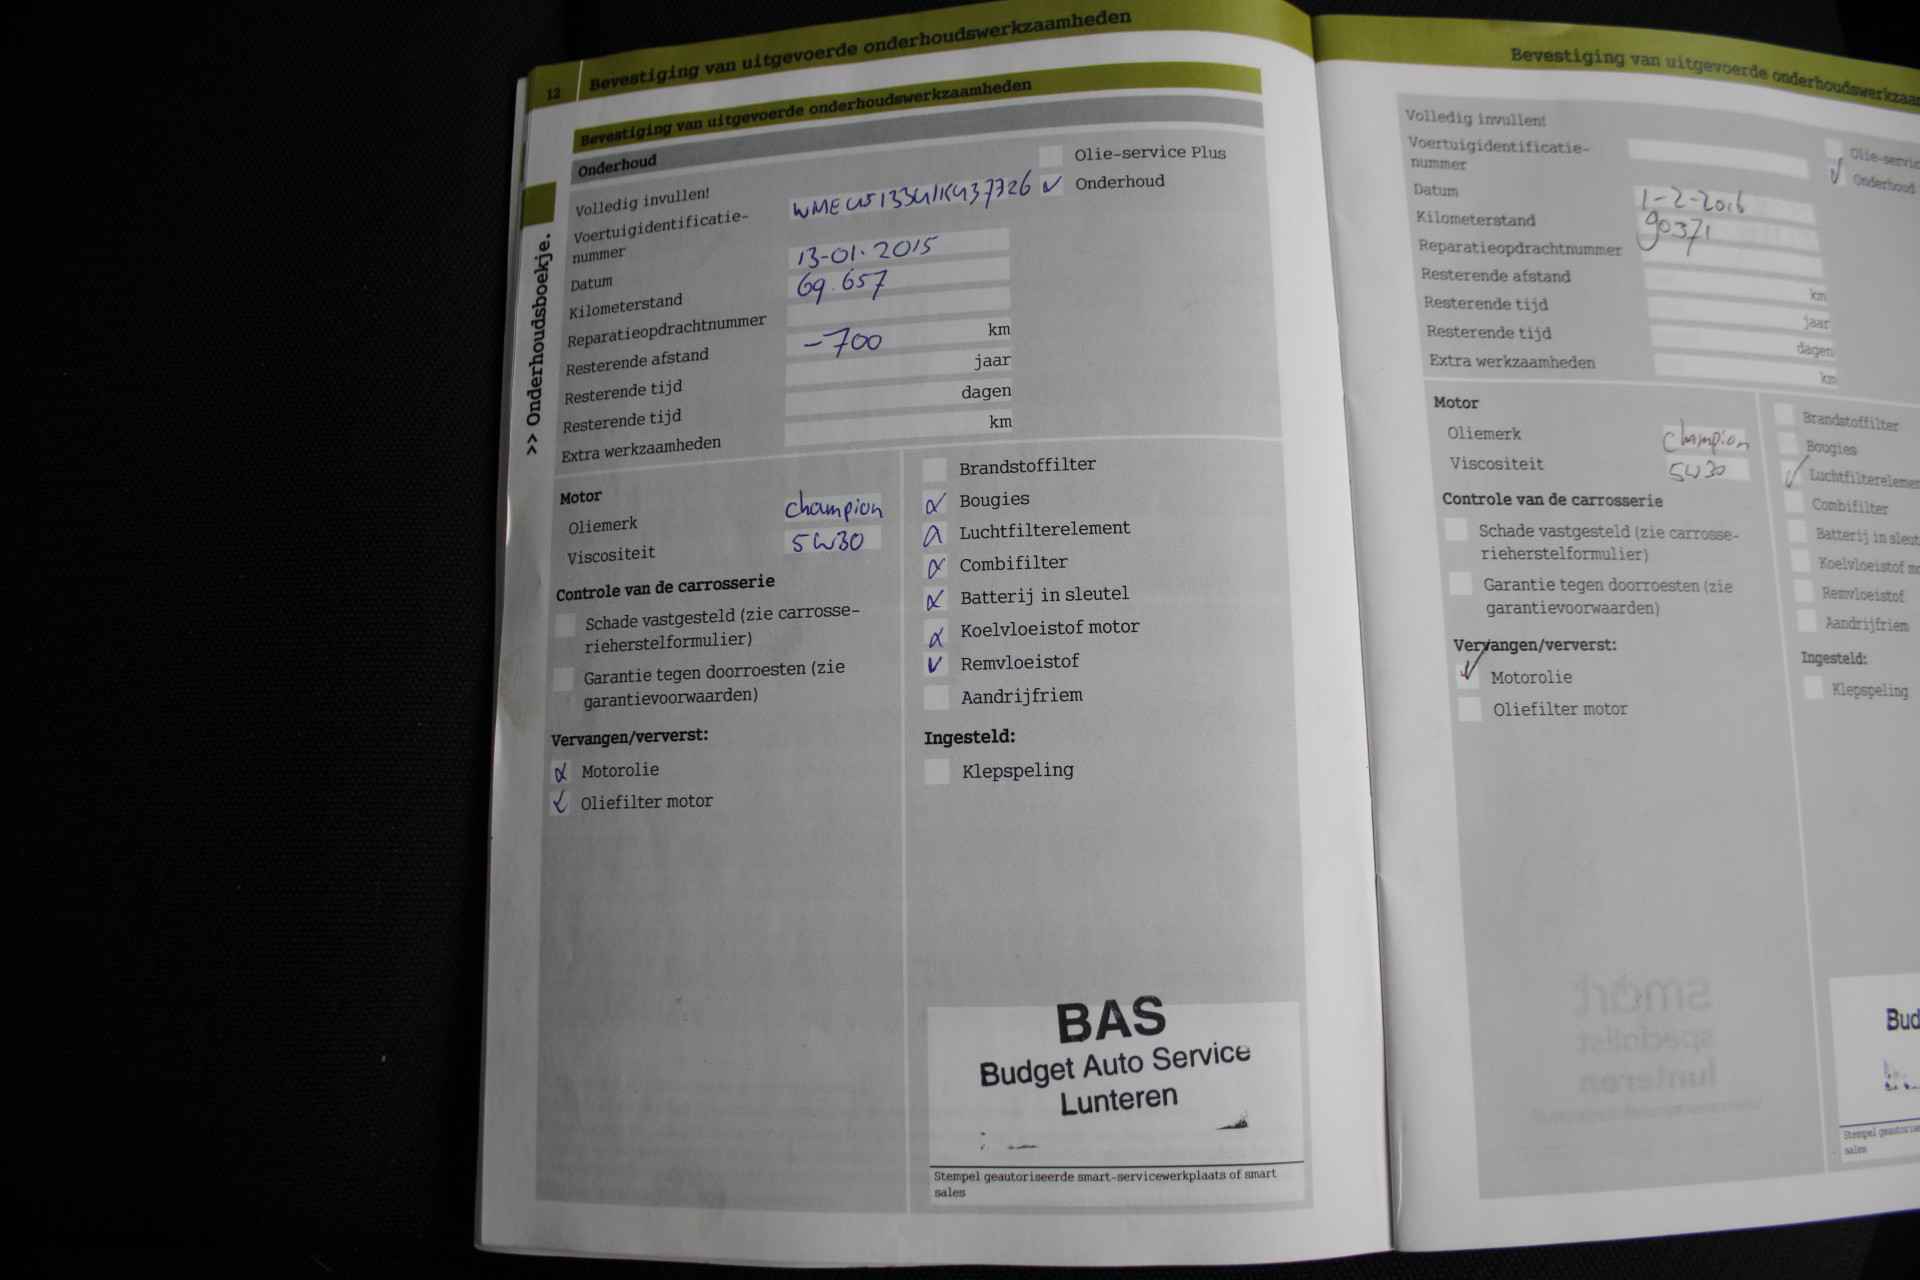 12 Bevestiging van uitgevoerde onderhoudswerkzaamheden
Bevestiging van uitgevoerde onderhoudswerkzaamheden
Onderhoud
Volledig invullen!
Voertuigidentificatie-
nummer
Datum 13-01-2015
Kilometerstand 69.657
Reparatieopdrachtnummer
Resterende afstand -700 km
Resterende tijd jaar
Resterende tijd dagen
Extra werkzaamheden km
Olie-service Plus
Onderhoud
>> Onderhoudsboekje.
Motor
Oliemerk champion
Viscositeit 5W30
Controle van de carrosserie
Schade vastgesteld (zie carrosse-
rieherstelformulier)
Garantie tegen doorroesten (zie
garantievoorwaarden)
Vervangen/ververst:
Motorolie
Oliefilter motor
Brandstoffilter
Bougies
Luchtfilterelement
Combifilter
Batterij in sleutel
Koelvloeistof motor
Remvloeistof
Aandrijfriem
Ingesteld:
Klepspeling
BAS
Budget Auto Service
Lunteren
Stempel geautoriseerde smart-servicewerkplaats of smart
sales
Bevestiging van uitgevoerde
Volledig invullen!
Voertuigidentificatie-
nummer
Datum 1-2-2016
Kilometerstand 90371
Reparatieopdrachtnummer
Resterende afstand km
Resterende tijd jaar
Resterende tijd dagen
Extra werkzaamheden km
Onderhoud
Motor
Oliemerk champion
Viscositeit 5W30
Controle van de carrosserie
Schade vastgesteld (zie carrosse-
rieherstelformulier)
Garantie tegen doorroesten (zie
garantievoorwaarden)
Vervangen/ververst:
Motorolie
Oliefilter motor
Brandstoffilter
Bougies
Combifilter
Batterij in
Koelvloeistof
Remvloeistof
Aandrijfriem
Ingesteld:
Klepspeling
Stempel
sales